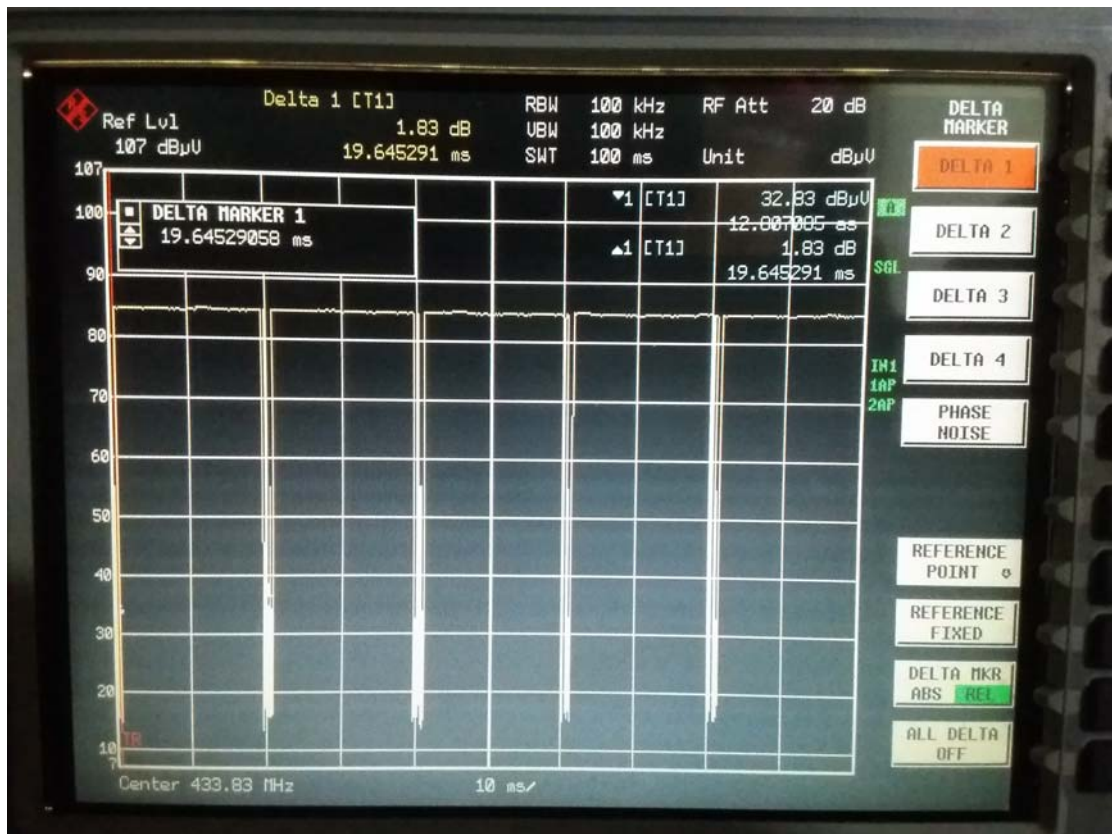 Delta 1 [T1]
RBW 100 kHz RF Att 20 dB
Ref Lvl
1.83 dB
VBW 100 kHz
107 dBµV
19.645291 ms
SWT 100 ms Unit dBµV
DELTA
MARKER
DELTA 1
DELTA 2
DELTA 3
DELTA 4
PHASE
NOISE
REFERENCE
POINT
REFERENCE
FIXED
DELTA MKR
ABS REL
ALL DELTA
OFF
▼1 [T1] 32.83 dBµV
12.807085 as
▲1 [T1] 1.83 dB
19.645291 ms
DELTA MARKER 1
19.64529058 ms
A
SGL
IN1
1AP
2AP
107
100
90
80
70
60
50
40
30
20
10
7
TR
Center 433.83 MHz
10 ms/